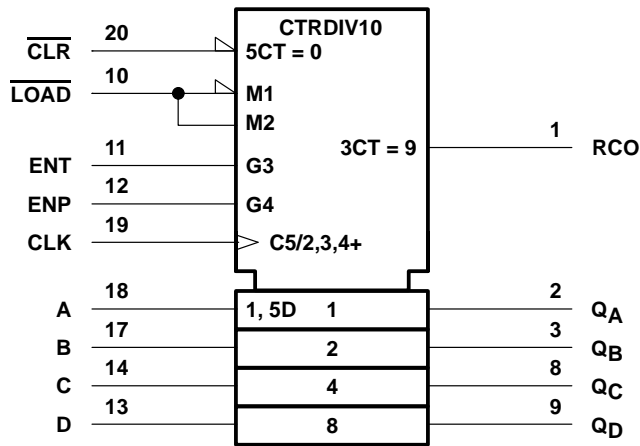 CTRDIV10
CLR 20 5CT = 0
LOAD 10 M1
M2
3CT = 9 1 RCO
ENT 11 G3
ENP 12 G4
CLK 19 C5/2,3,4+
A 18 1, 5D 1 2 QA
B 17 2 3 QB
C 14 4 8 QC
D 13 8 9 QD